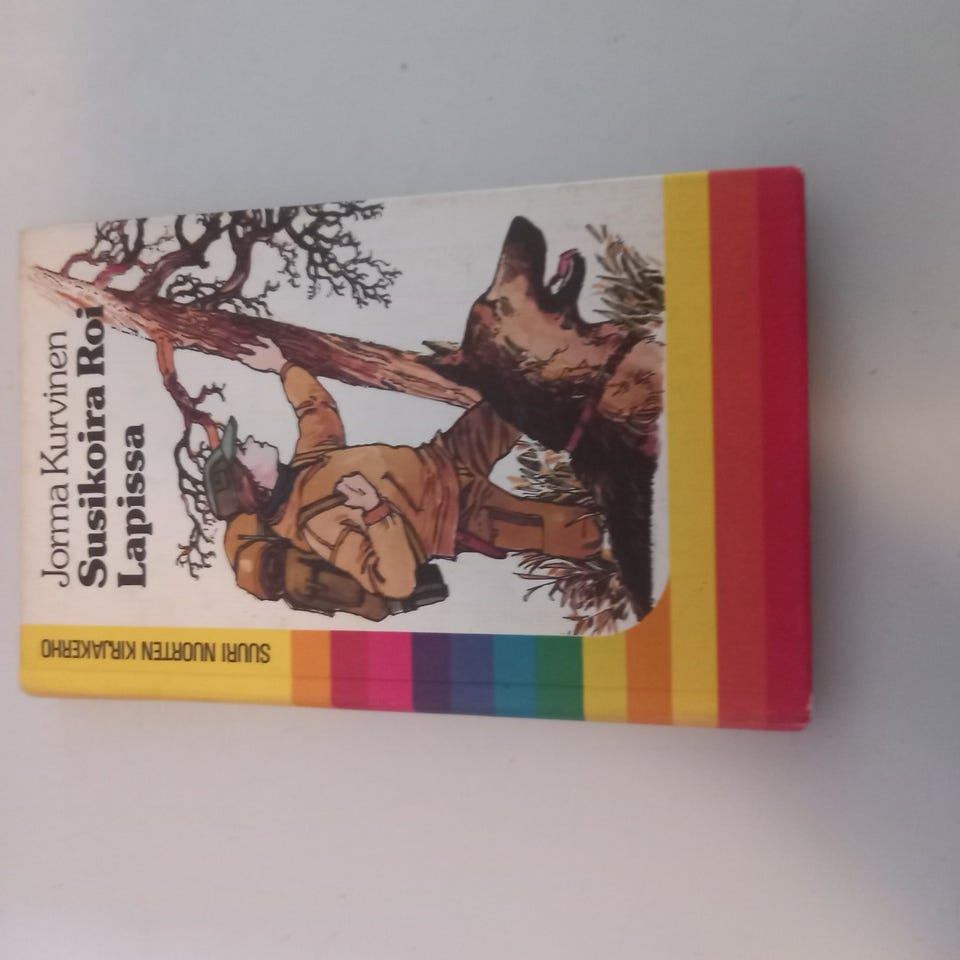 Jorma Kurvinen
Susikoira Roi
Lapissa
SUURI NUORTEN KIRJAKERHO